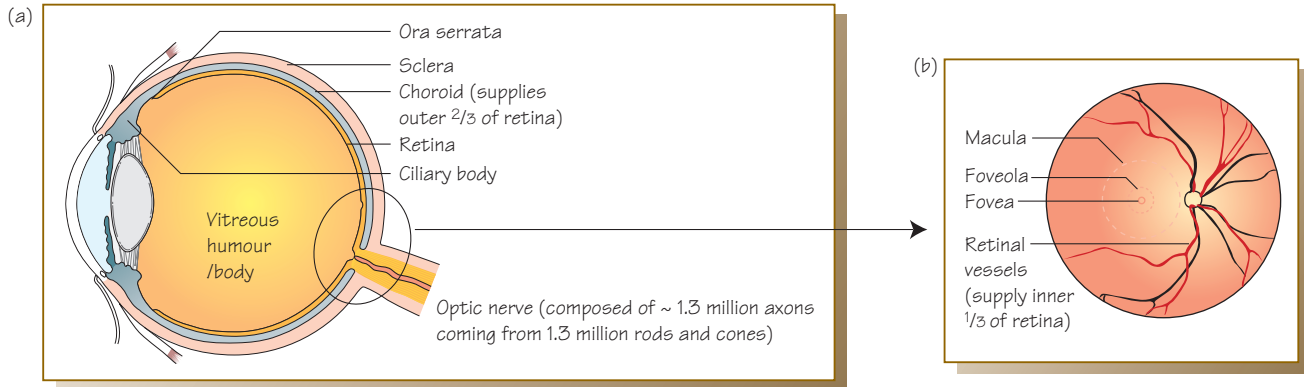 (a)
Ora serrata
Sclera
Choroid (supplies
outer 2/3 of retina)
Retina
Ciliary body
Vitreous
humour
/body
Optic nerve (composed of ~ 1.3 million axons
coming from 1.3 million rods and cones)
(b)
Macula
Foveola
Fovea
Retinal
vessels
(supply inner
1/3 of retina)